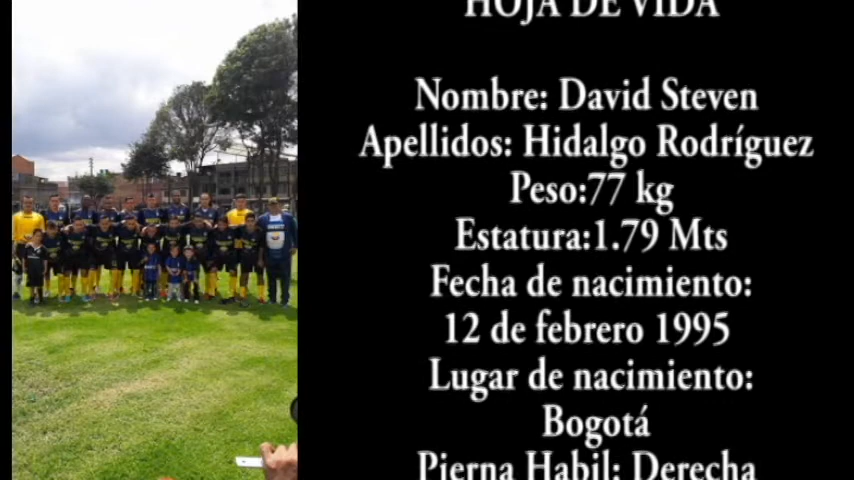 HOJA DE VIDA
Nombre: David Steven
Apellidos: Hidalgo Rodríguez
Peso:77 kg
Estatura:1.79 Mts
Fecha de nacimiento:
12 de febrero 1995
Lugar de nacimiento:
Bogotá
Pierna Habil: Derecha